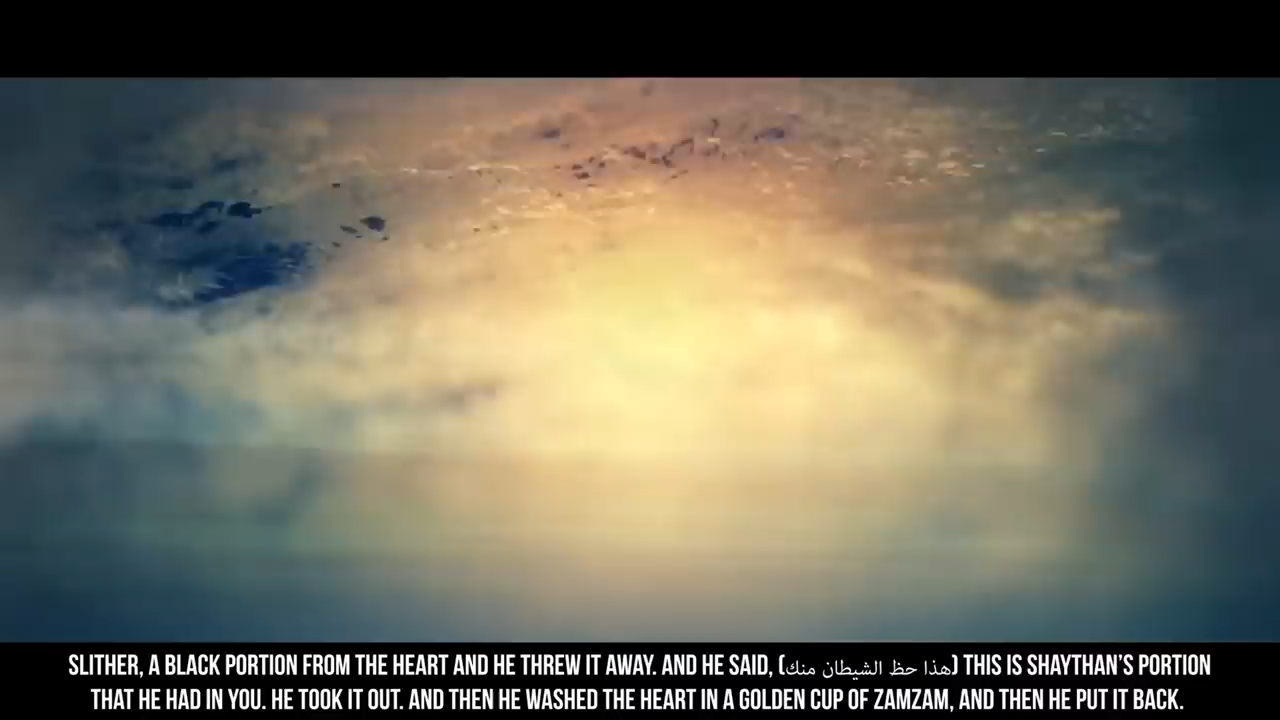 SLITHER, A BLACK PORTION FROM THE HEART AND HE THREW IT AWAY. AND HE SAID, (هذا حظ الشيطان منك) THIS IS SHAYTHAN'S PORTION
THAT HE HAD IN YOU. HE TOOK IT OUT. AND THEN HE WASHED THE HEART IN A GOLDEN CUP OF ZAMZAM, AND THEN HE PUT IT BACK.